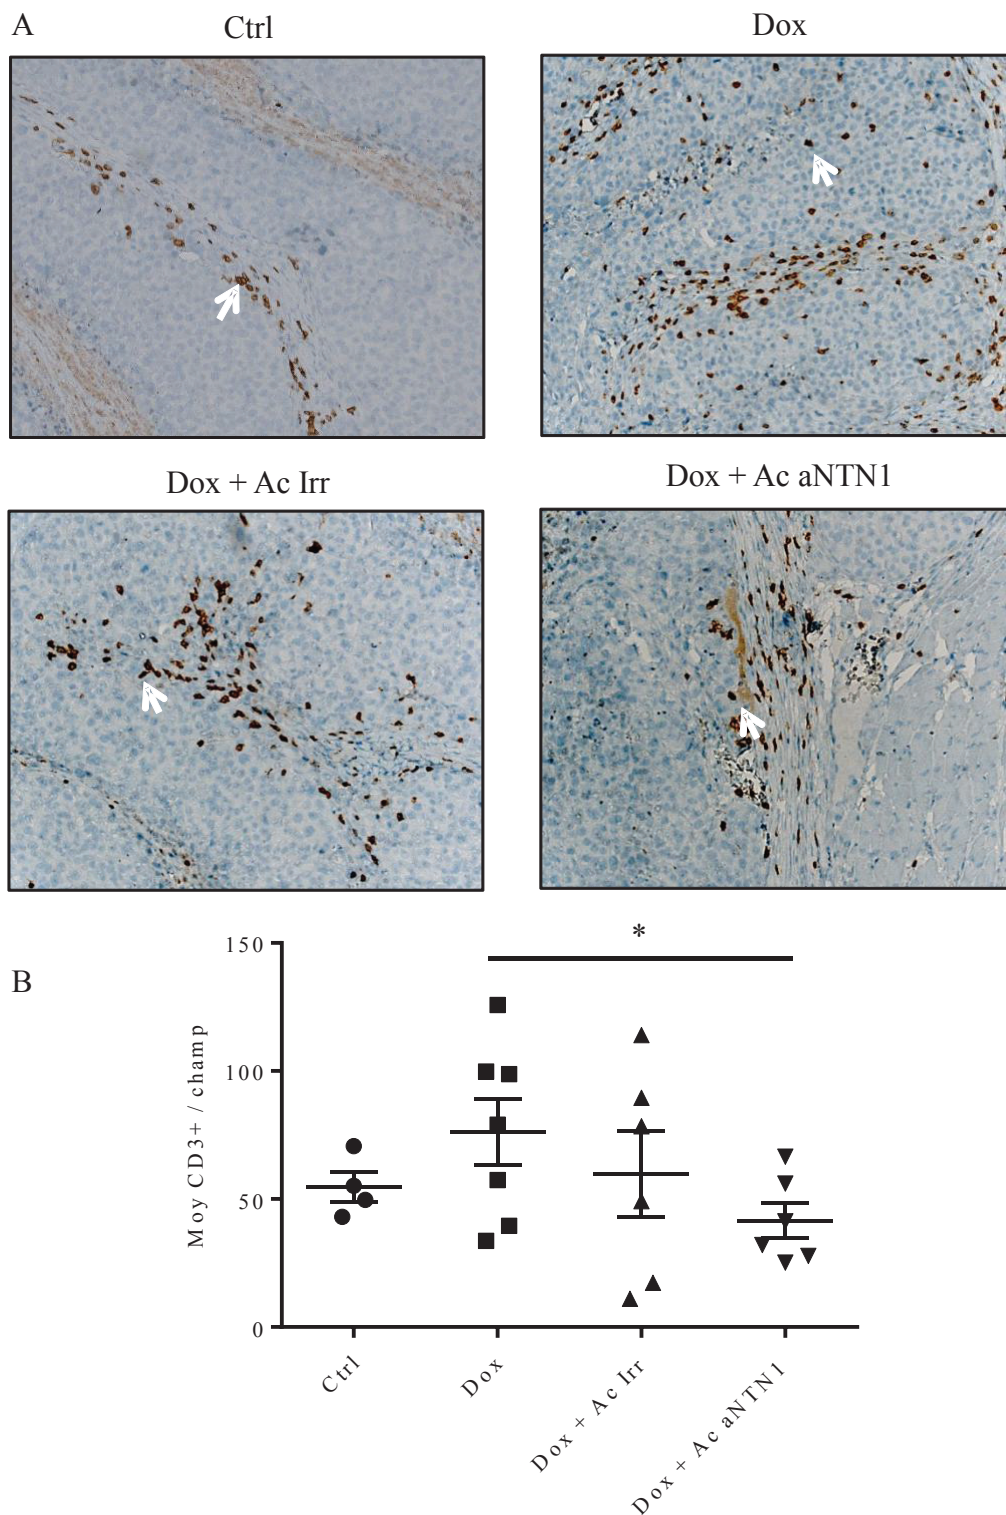 A
Ctrl
Dox
Dox + Ac Irr
Dox + Ac aNTN1
B
*
Moy CD3+ / champ
150
100
50
0
Ctrl
Dox
Dox + Ac Irr
Dox + Ac aNTN1